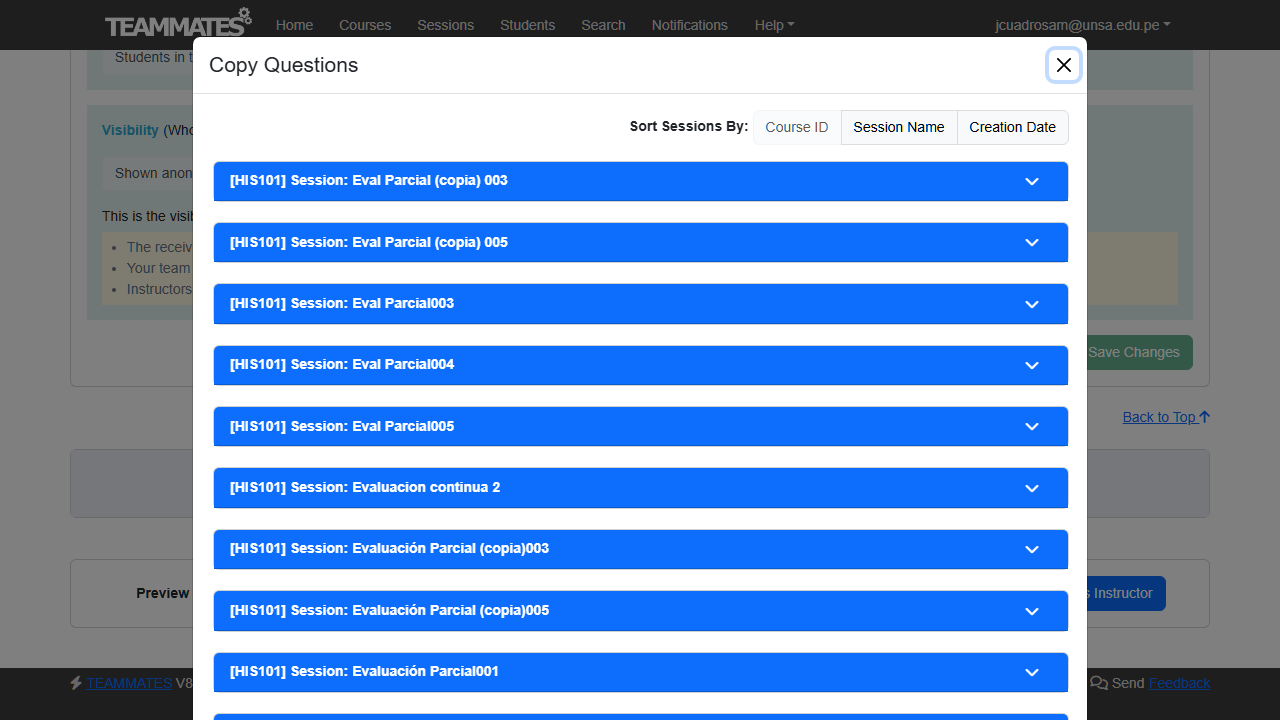 TEAMMATES Home Courses Sessions Students Search Notifications Help jcuadrosam@unsa.edu.pe
Students in t
Copy Questions
Visibility (Who
Sort Sessions By: Course ID Session Name Creation Date
Shown anon
[HIS101] Session: Eval Parcial (copia) 003
This is the visib
[HIS101] Session: Eval Parcial (copia) 005
The receiv
Your team
Instructors
[HIS101] Session: Eval Parcial003
Save Changes
[HIS101] Session: Eval Parcial004
Back to Top
[HIS101] Session: Eval Parcial005
[HIS101] Session: Evaluacion continua 2
[HIS101] Session: Evaluación Parcial (copia)003
Preview
s Instructor
[HIS101] Session: Evaluación Parcial (copia)005
[HIS101] Session: Evaluación Parcial001
TEAMMATES V8
Send Feedback